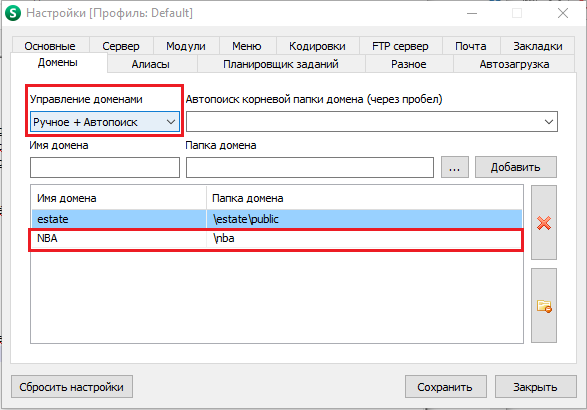 Настройки [Профиль: Default]
Основные Сервер Модули Меню Кодировки FTP сервер Почта Закладки
Домены Алиасы Планировщик заданий Разное Автозагрузка
Управление доменами Автопоиск корневой папки домена (через пробел)
Ручное + Автопоиск
Имя домена Папка домена
... Добавить
Имя домена Папка домена
estate \estate\public
NBA \nba
Сбросить настройки Сохранить Закрыть